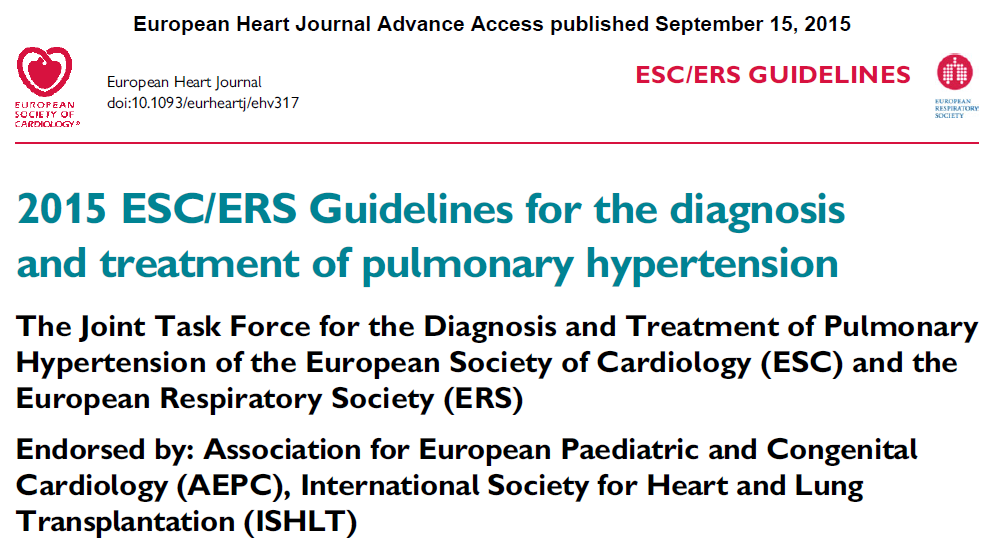 European Heart Journal Advance Access published September 15, 2015
EUROPEAN
SOCIETY OF
CARDIOLOGY®
European Heart Journal
doi:10.1093/eurheartj/ehv317
ESC/ERS GUIDELINES
EUROPEAN
RESPIRATORY
SOCIETY
2015 ESC/ERS Guidelines for the diagnosis
and treatment of pulmonary hypertension
The Joint Task Force for the Diagnosis and Treatment of Pulmonary
Hypertension of the European Society of Cardiology (ESC) and the
European Respiratory Society (ERS)
Endorsed by: Association for European Paediatric and Congenital
Cardiology (AEPC), International Society for Heart and Lung
Transplantation (ISHLT)